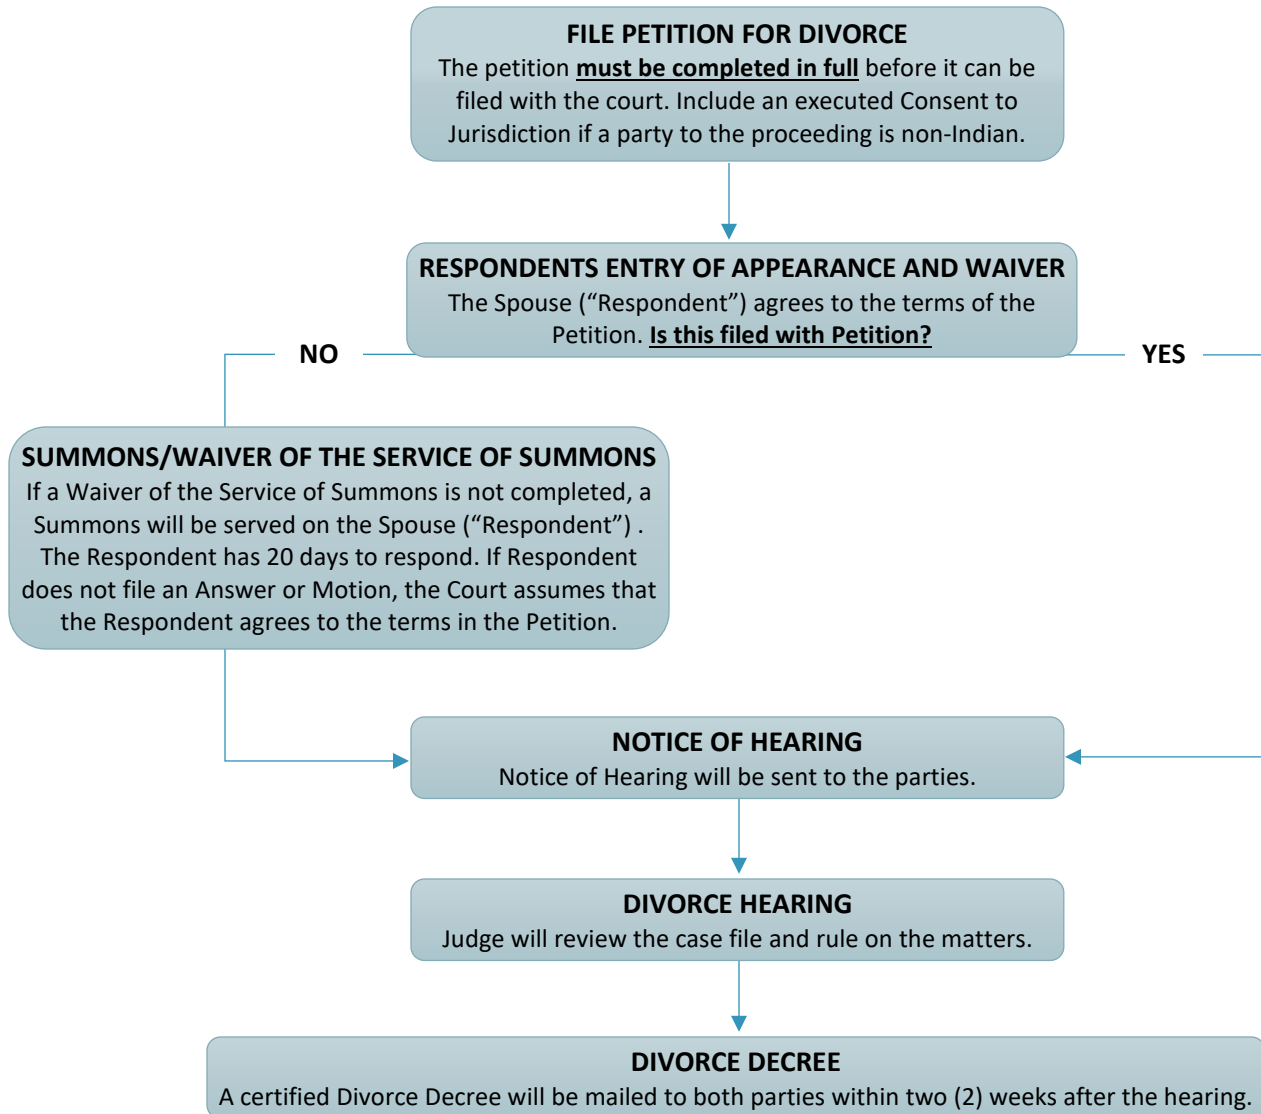 FILE PETITION FOR DIVORCE
The petition must be completed in full before it can be
filed with the court. Include an executed Consent to
Jurisdiction if a party to the proceeding is non-Indian.
RESPONDENTS ENTRY OF APPEARANCE AND WAIVER
The Spouse (“Respondent”) agrees to the terms of the
Petition. Is this filed with Petition?
NO
YES
SUMMONS/WAIVER OF THE SERVICE OF SUMMONS
If a Waiver of the Service of Summons is not completed, a
Summons will be served on the Spouse (“Respondent”) .
The Respondent has 20 days to respond. If Respondent
does not file an Answer or Motion, the Court assumes that
the Respondent agrees to the terms in the Petition.
NOTICE OF HEARING
Notice of Hearing will be sent to the parties.
DIVORCE HEARING
Judge will review the case file and rule on the matters.
DIVORCE DECREE
A certified Divorce Decree will be mailed to both parties within two (2) weeks after the hearing.